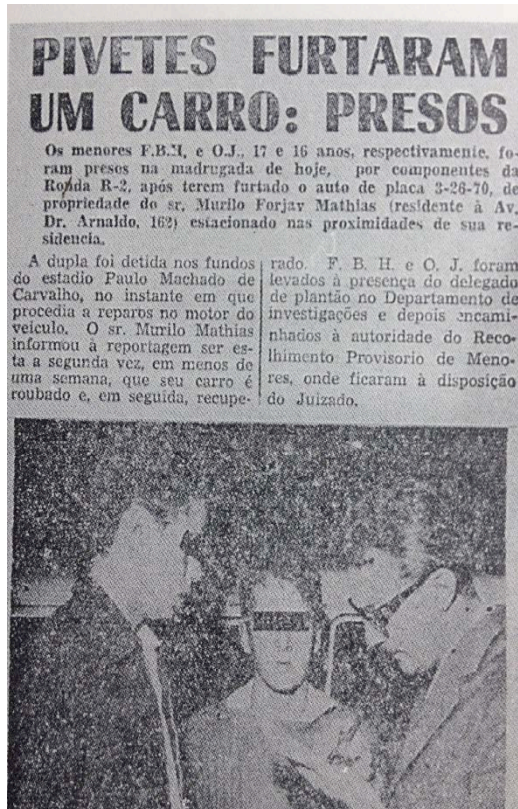 PIVETES FURTARAM
UM CARRO: PRESOS
Os menores F.B.H. e O.J., 17 e 16 anos, respectivamente, fo-
ram presos na madrugada de hoje, por componentes da
Ronda R-2, após terem furtado o auto de placa 3-26-70, de
propriedade do sr. Murilo Forjav Mathias (residente à Av.
Dr. Arnaldo, 162) estacionado nas proximidades de sua re-
sidencia.
A dupla foi detida nos fundos
do estadio Paulo Machado de
Carvalho, no instante em que
procedia a reparos no motor do
veiculo. O sr. Murilo Mathias
informou à reportagem ser es-
ta a segunda vez, em menos de
uma semana, que seu carro é
roubado e, em seguida, recupe-
rado. F. B. H. e O. J. foram
levados à presença do delegado
de plantão no Departamento de
investigações e depois encami-
nhados à autoridade do Reco-
lhimento Provisorio de Meno-
res, onde ficaram à disposição
do Juizado.